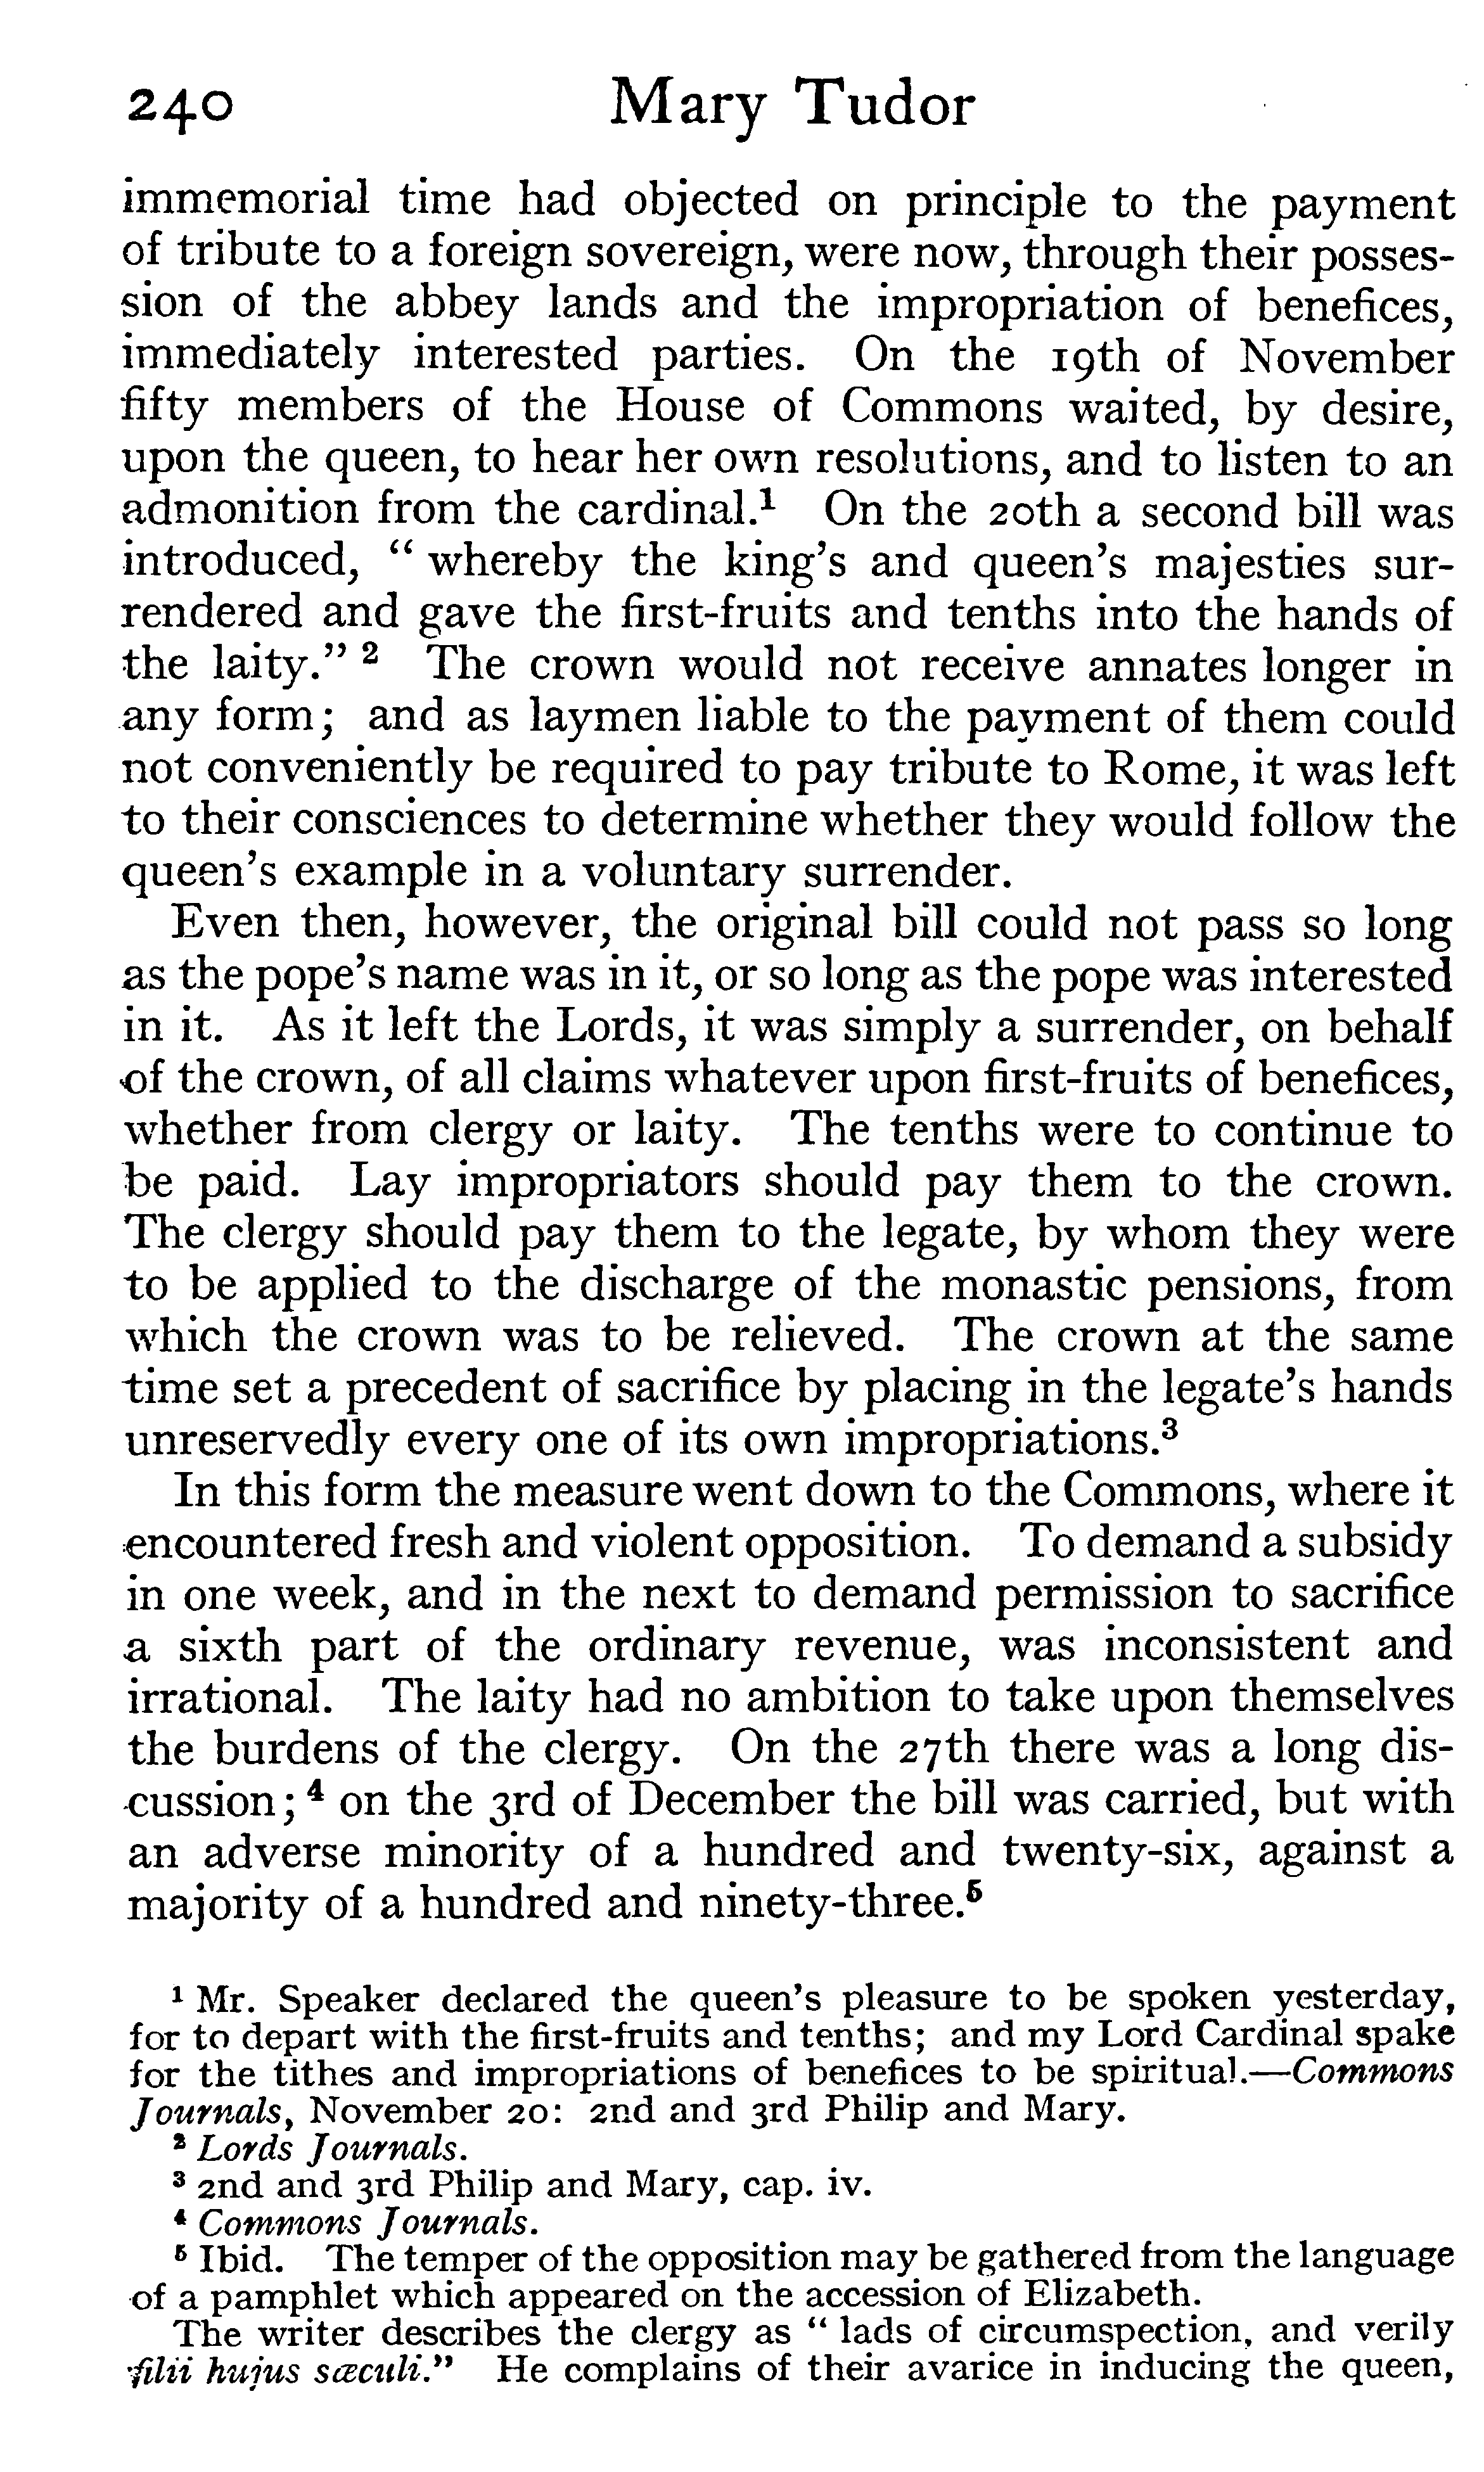 240 Mary Tudor
immemorial time had objected on principle to the payment
of tribute to a foreign sovereign, were now, through their posses-
sion of the abbey lands and the impropriation of benefices,
immediately interested parties. On the 19th of November
fifty members of the House of Commons waited, by desire,
upon the queen, to hear her own resolutions, and to listen to an
admonition from the cardinal.¹ On the 20th a second bill was
introduced, “ whereby the king’s and queen’s majesties sur-
rendered and gave the first-fruits and tenths into the hands of
the laity.” ² The crown would not receive annates longer in
any form; and as laymen liable to the payment of them could
not conveniently be required to pay tribute to Rome, it was left
to their consciences to determine whether they would follow the
queen’s example in a voluntary surrender.
Even then, however, the original bill could not pass so long
as the pope’s name was in it, or so long as the pope was interested
in it. As it left the Lords, it was simply a surrender, on behalf
of the crown, of all claims whatever upon first-fruits of benefices,
whether from clergy or laity. The tenths were to continue to
be paid. Lay impropriators should pay them to the crown.
The clergy should pay them to the legate, by whom they were
to be applied to the discharge of the monastic pensions, from
which the crown was to be relieved. The crown at the same
time set a precedent of sacrifice by placing in the legate’s hands
unreservedly every one of its own impropriations.³
In this form the measure went down to the Commons, where it
encountered fresh and violent opposition. To demand a subsidy
in one week, and in the next to demand permission to sacrifice
a sixth part of the ordinary revenue, was inconsistent and
irrational. The laity had no ambition to take upon themselves
the burdens of the clergy. On the 27th there was a long dis-
cussion; ⁴ on the 3rd of December the bill was carried, but with
an adverse minority of a hundred and twenty-six, against a
majority of a hundred and ninety-three.⁵
¹ Mr. Speaker declared the queen’s pleasure to be spoken yesterday,
for to depart with the first-fruits and tenths; and my Lord Cardinal spake
for the tithes and impropriations of benefices to be spiritual.—Commons
Journals, November 20: 2nd and 3rd Philip and Mary.
² Lords Journals.
³ 2nd and 3rd Philip and Mary, cap. iv.
⁴ Commons Journals.
⁵ Ibid. The temper of the opposition may be gathered from the language
of a pamphlet which appeared on the accession of Elizabeth.
The writer describes the clergy as “ lads of circumspection, and verily
filii hujus sæculi.” He complains of their avarice in inducing the queen,